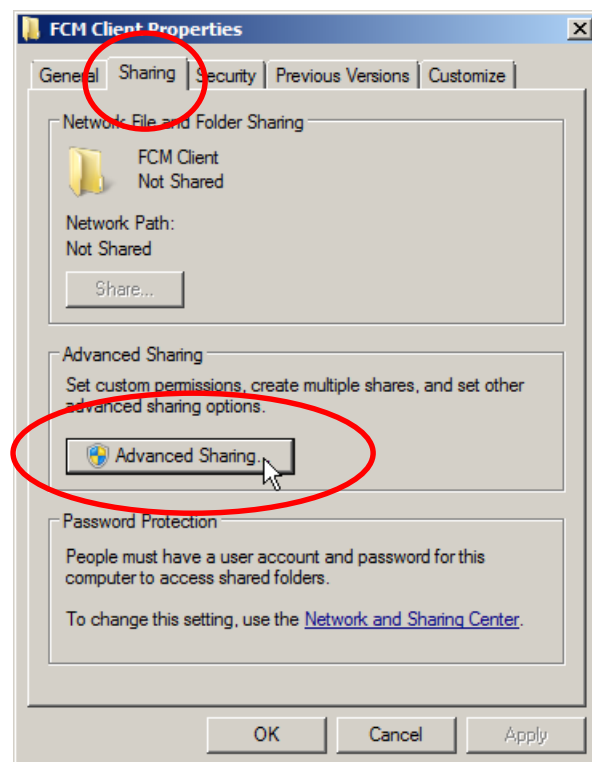 FCM Client Properties
General Sharing Security Previous Versions Customize
Network File and Folder Sharing
FCM Client
Not Shared
Network Path:
Not Shared
Share...
Advanced Sharing
Set custom permissions, create multiple shares, and set other
advanced sharing options.
Advanced Sharing...
Password Protection
People must have a user account and password for this
computer to access shared folders.
To change this setting, use the Network and Sharing Center.
OK Cancel Apply